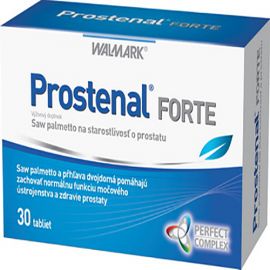 WALMARK®
Prostenal® FORTE
Výživový doplnok
Saw palmetto na starostlivosť o prostatu
Saw palmetto a pŕhľava dvojdomá pomáhajú
zachovať normálnu funkciu močového
ústrojenstva a zdravie prostaty
30 tabliet
PERFECT
COMPLEX